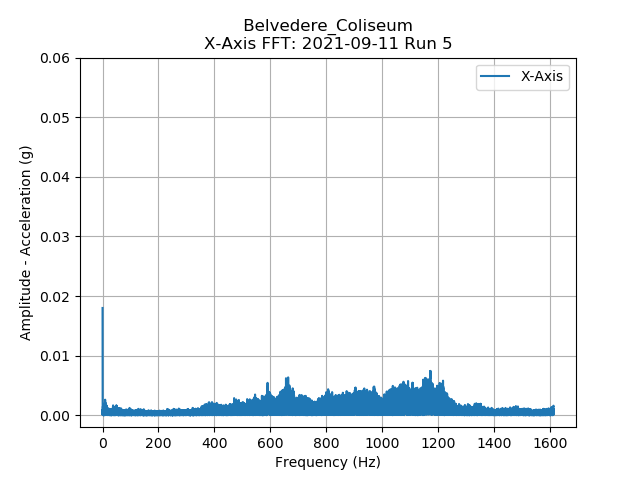 Belvedere_Coliseum
X-Axis FFT: 2021-09-11 Run 5
X-Axis
0.06
0.05
0.04
0.03
0.02
0.01
0.00
Amplitude - Acceleration (g)
0 200 400 600 800 1000 1200 1400 1600
Frequency (Hz)